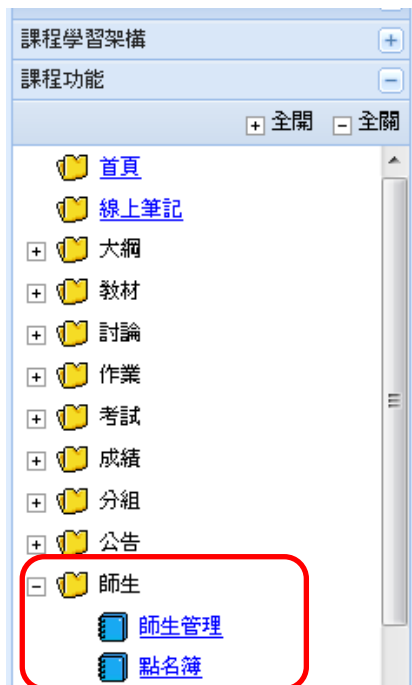 課程學習架構
課程功能
全開 全關
首頁
線上筆記
大綱
教材
討論
作業
考試
成績
分組
公告
師生
師生管理
點名簿